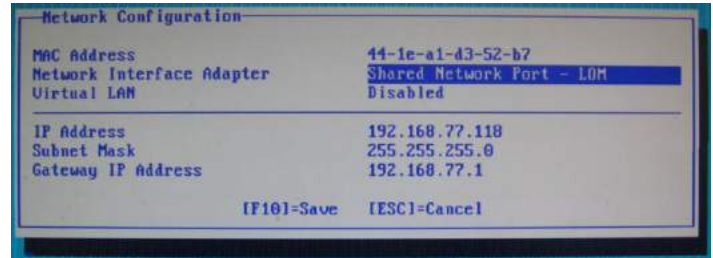 Network Configuration
MAC Address 44-1e-a1-d3-52-b7
Network Interface Adapter Shared Network Port - LOM
Virtual LAN Disabled
IP Address 192.168.77.118
Subnet Mask 255.255.255.0
Gateway IP Address 192.168.77.1
[F10]=Save [ESC]=Cancel